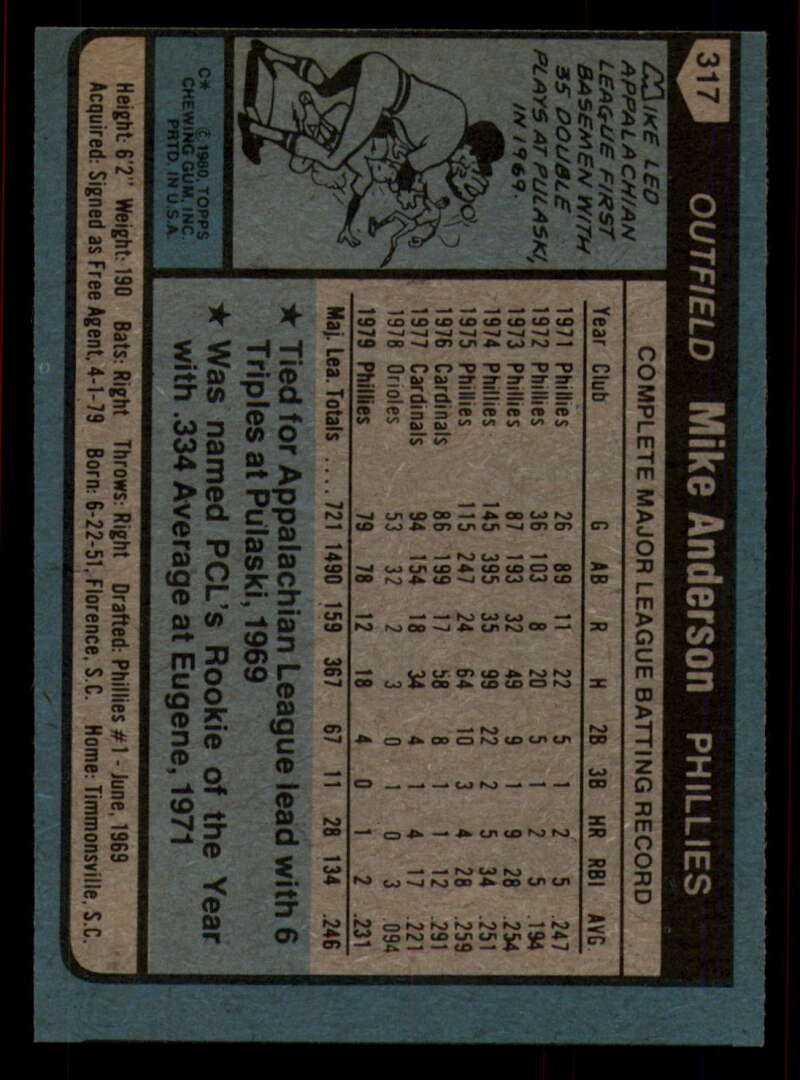 317
OUTFIELD Mike Anderson PHILLIES
MIKE LED
APPALACHIAN
LEAGUE FIRST
BASEMEN WITH
35 DOUBLE
PLAYS AT PULASKI,
IN 1969.
C* © 1980 TOPPS
CHEWING GUM, INC.
PRTD. IN U.S.A.
COMPLETE MAJOR LEAGUE BATTING RECORD
Year Club G AB R H 2B 3B HR RBI AVG.
1971 Phillies 26 89 11 22 5 1 2 5 .247
1972 Phillies 36 103 8 20 5 1 2 5 .194
1973 Phillies 87 193 32 49 9 1 9 28 .254
1974 Phillies 145 395 35 99 22 2 5 34 .251
1975 Phillies 115 247 24 64 10 3 4 28 .259
1976 Cardinals 86 199 17 58 8 1 1 12 .291
1977 Cardinals 94 154 18 34 4 1 4 17 .221
1978 Orioles 53 32 2 3 0 1 0 3 .094
1979 Phillies 79 78 12 18 4 0 1 2 .231
Maj. Lea. Totals .... 721 1490 159 367 67 11 28 134 .246
★ Tied for Appalachian League lead with 6
Triples at Pulaski, 1969
★ Was named PCL's Rookie of the Year
with .334 Average at Eugene, 1971
Height: 6'2" Weight: 190 Bats: Right Throws: Right Drafted: Phillies #1 - June, 1969
Acquired: Signed as Free Agent, 4-1-79 Born: 6-22-51, Florence, S.C. Home: Timmonsville, S.C.